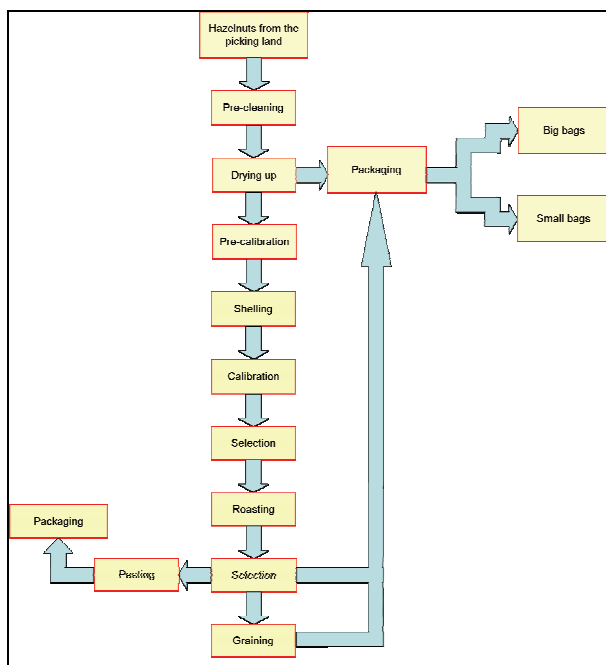 Hazelnuts from the
picking land
Pre-cleaning
Drying up
Packaging
Big bags
Small bags
Pre-calibration
Shelling
Calibration
Selection
Roasting
Packaging
Pasting
Selection
Graining